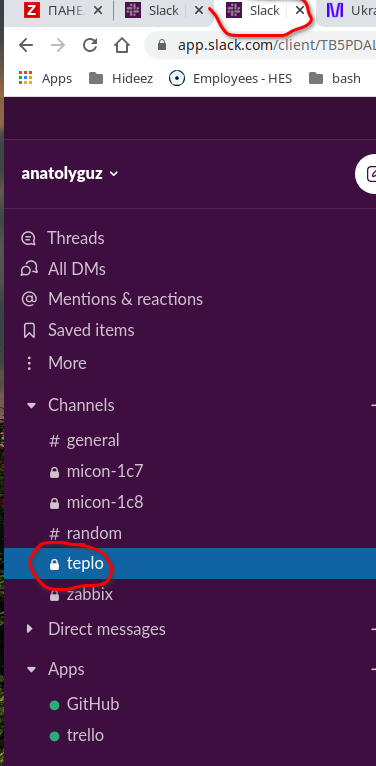 ПАНЕ Slack Slack Ukra
app.slack.com/client/TB5PDAL
Apps Hideez Employees - HES bash
anatolyguz
Threads
All DMs
Mentions & reactions
Saved items
More
Channels
# general
micon-1c7
micon-1c8
# random
teplo
zabbix
Direct messages
Apps
GitHub
trello